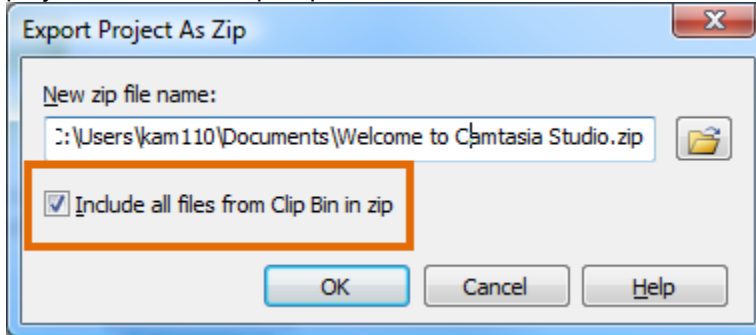 Export Project As Zip
New zip file name:
C:\Users\kam110\Documents\Welcome to Camtasia Studio.zip
Include all files from Clip Bin in zip
OK Cancel Help